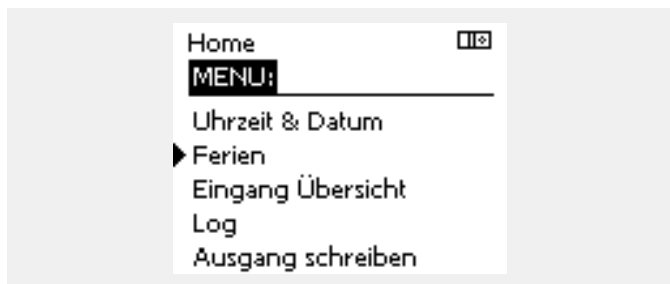 Home
MENU:
Uhrzeit & Datum
Ferien
Eingang Übersicht
Log
Ausgang schreiben